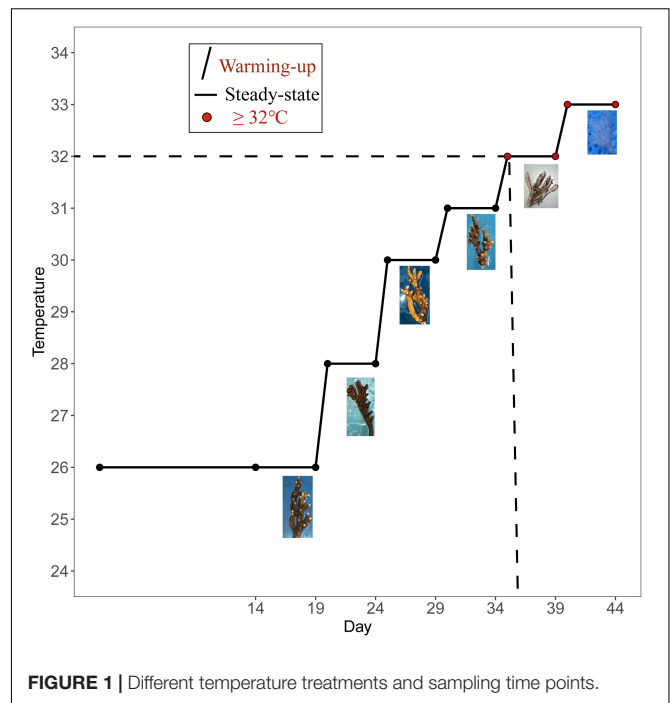 34
33
32
31
30
29
28
27
26
25
24
Temperature
Warming-up
Steady-state
≥ 32°C
14 19 24 29 34 39 44
Day
FIGURE 1 | Different temperature treatments and sampling time points.